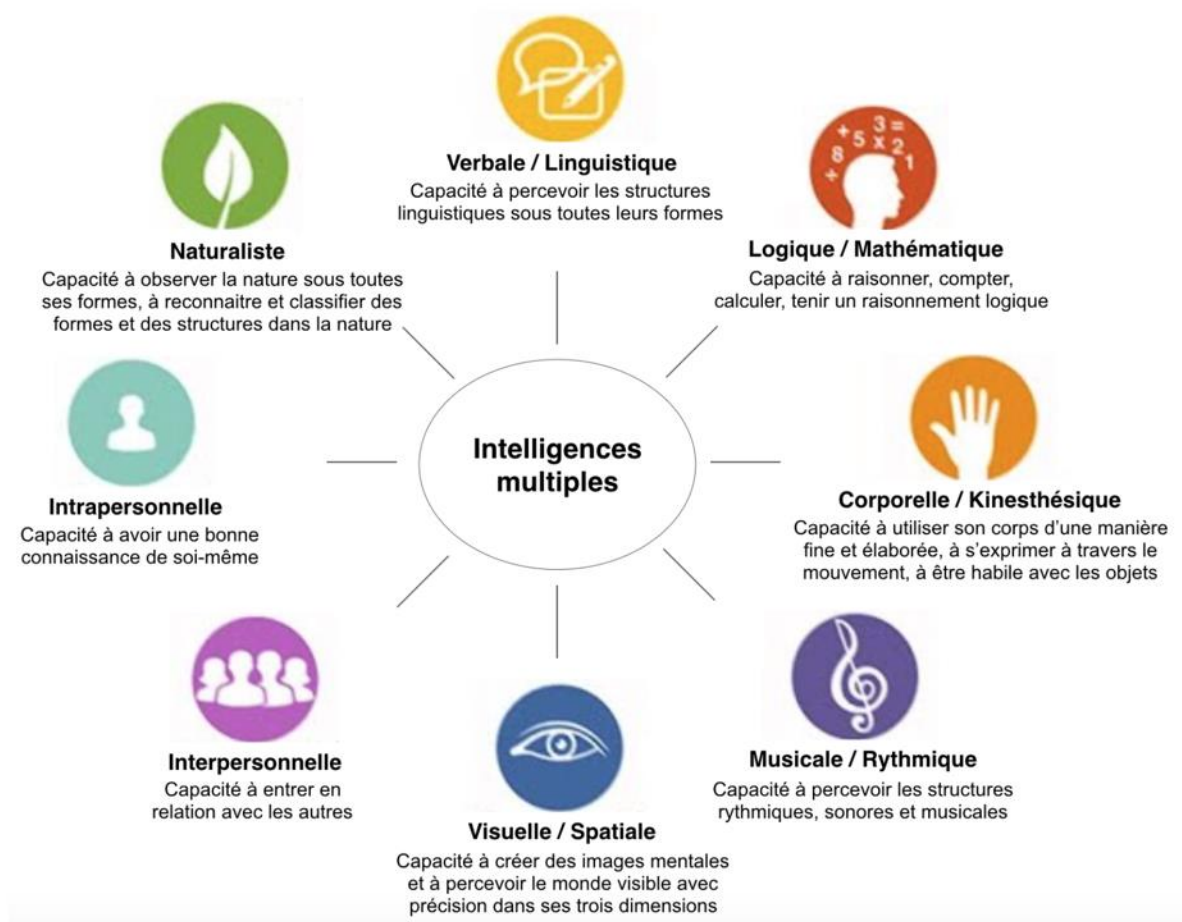 Verbale / Linguistique
Capacité à percevoir les structures
linguistiques sous toutes leurs formes
+ 3 =
+ 5 x 2
8 1
Logique / Mathématique
Capacité à raisonner, compter,
calculer, tenir un raisonnement logique
Corporelle / Kinesthésique
Capacité à utiliser son corps d’une manière
fine et élaborée, à s’exprimer à travers le
mouvement, à être habile avec les objets
Musicale / Rythmique
Capacité à percevoir les structures
rythmiques, sonores et musicales
Visuelle / Spatiale
Capacité à créer des images mentales
et à percevoir le monde visible avec
précision dans ses trois dimensions
Interpersonnelle
Capacité à entrer en
relation avec les autres
Intrapersonnelle
Capacité à avoir une bonne
connaissance de soi-même
Naturaliste
Capacité à observer la nature sous toutes
ses formes, à reconnaitre et classifier des
formes et des structures dans la nature
Intelligences
multiples